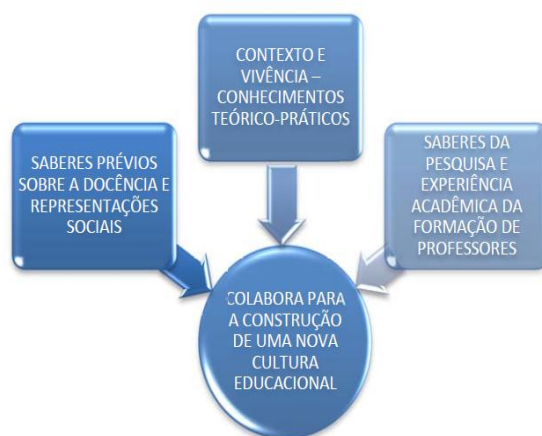 CONTEXTO E
VIVÊNCIA –
CONHECIMENTOS
TEÓRICO-PRÁTICOS
SABERES PRÉVIOS
SOBRE A DOCÊNCIA E
REPRESENTAÇÕES
SOCIAIS
SABERES DA
PESQUISA E
EXPERIÊNCIA
ACADÊMICA DA
FORMAÇÃO DE
PROFESSORES
COLABORA PARA
A CONSTRUÇÃO
DE UMA NOVA
CULTURA
EDUCACIONAL